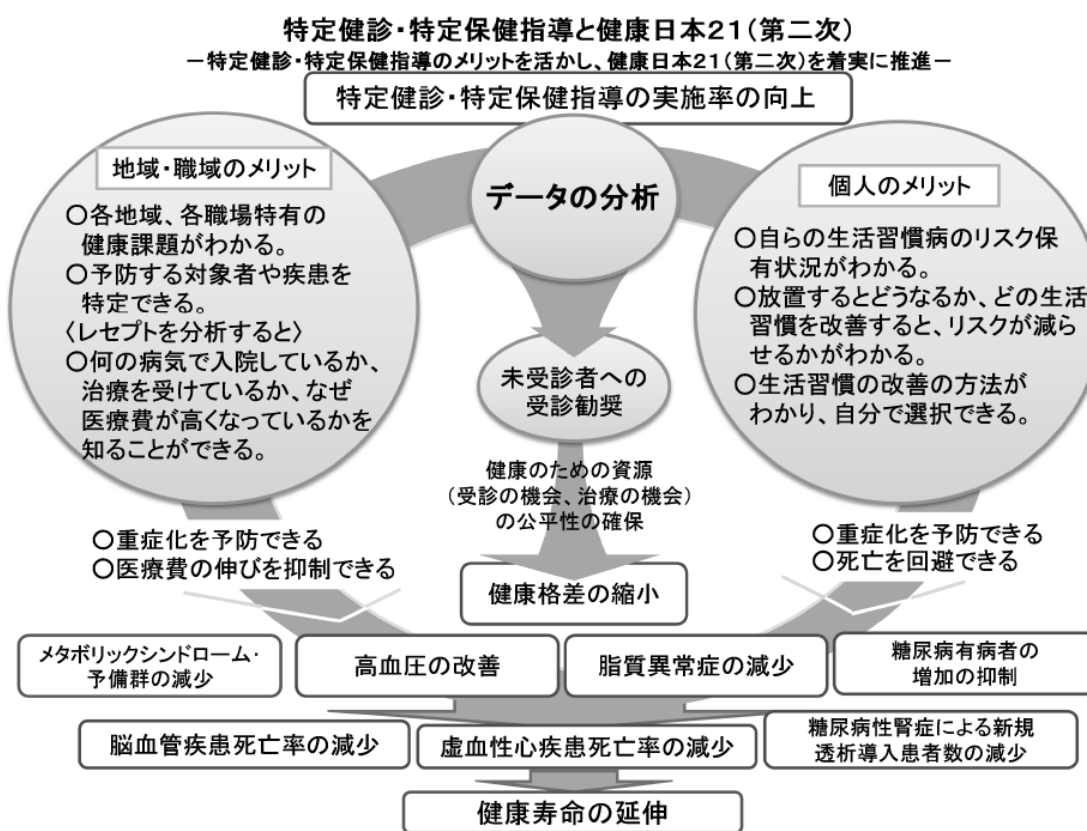 特定健診・特定保健指導と健康日本21(第二次)
－特定健診・特定保健指導のメリットを活かし、健康日本21(第二次)を着実に推進－
特定健診・特定保健指導の実施率の向上
地域・職域のメリット
〇各地域、各職場特有の
健康課題がわかる。
〇予防する対象者や疾患を
特定できる。
〈レセプトを分析すると〉
〇何の病気で入院しているか、
治療を受けているか、なぜ
医療費が高くなっているかを
知ることができる。
データの分析
個人のメリット
〇自らの生活習慣病のリスク保
有状況がわかる。
〇放置するとどうなるか、どの生活
習慣を改善すると、リスクが減ら
せるかがわかる。
〇生活習慣の改善の方法が
わかり、自分で選択できる。
未受診者への
受診勧奨
健康のための資源
(受診の機会、治療の機会)
の公平性の確保
〇重症化を予防できる
〇医療費の伸びを抑制できる
〇重症化を予防できる
〇死亡を回避できる
健康格差の縮小
メタボリックシンドローム・
予備群の減少
高血圧の改善
脂質異常症の減少
糖尿病有病者の
増加の抑制
脳血管疾患死亡率の減少
虚血性心疾患死亡率の減少
糖尿病性腎症による新規
透析導入患者数の減少
健康寿命の延伸